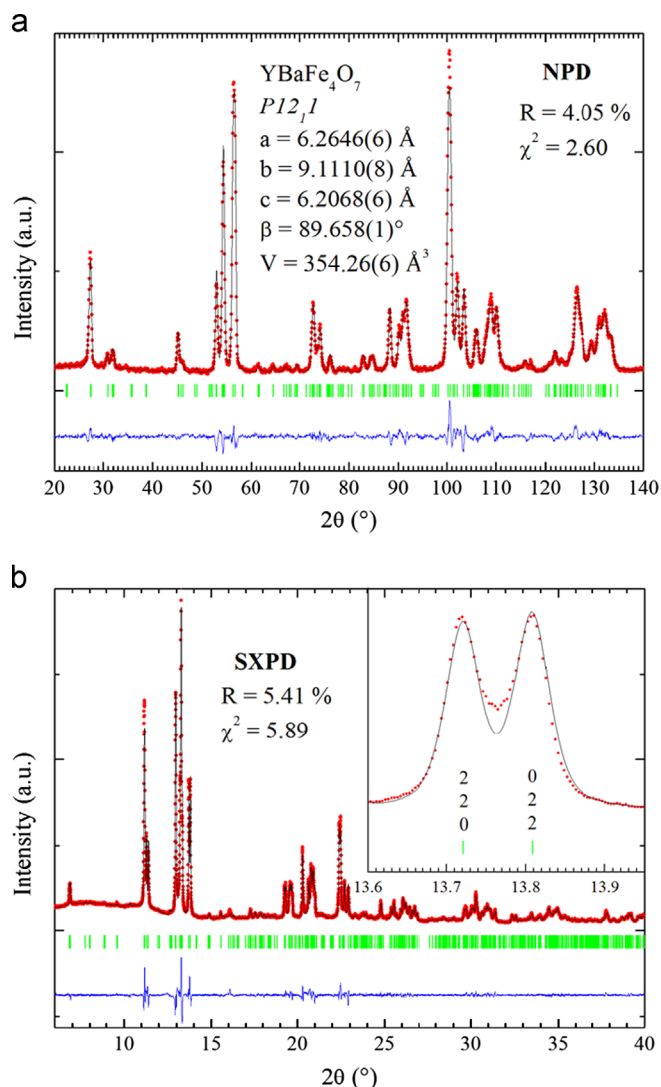 a
YBaFe₄O₇
P12₁1
a = 6.2646(6) Å
b = 9.1110(8) Å
c = 6.2068(6) Å
β = 89.658(1)°
V = 354.26(6) Å³
NPD
R = 4.05 %
χ² = 2.60
Intensity (a.u.)
20 30 40 50 60 70 80 90 100 110 120 130 140
2θ (°)
b
SXPD
R = 5.41 %
χ² = 5.89
2 0
2 2
0 2
13.6 13.7 13.8 13.9
Intensity (a.u.)
10 15 20 25 30 35 40
2θ (°)